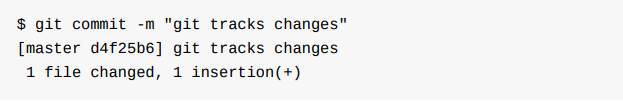 $ git commit -m "git tracks changes"
[master d4f25b6] git tracks changes
 1 file changed, 1 insertion(+)